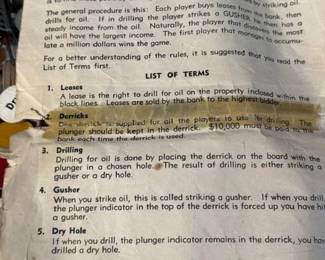 The general procedure is this: Each player buys leases from the bank, then
drills for oil. If in drilling the player strikes a GUSHER, he then has a
steady income from the oil. Naturally, the player that the most
oil will have the largest income. The first player that to accumu-
late a million dollars wins the game.
For a better understanding of the rules, it is suggested that you read the
List of Terms first.
LIST OF TERMS
1. Leases
A lease is the right to drill for oil on the property inclosed within the
black lines. Leases are sold by the bank to the highest bidder.
2. Derricks
One derrick is supplied for all the players to use in drilling. The
plunger should be kept in the derrick. $10,000 must be paid to the
bank each time the derrick is used.
3. Drilling
Drilling for oil is done by placing the derrick on the board with the
plunger in a chosen hole. The result of drilling is either striking a
gusher or a dry hole.
4. Gusher
When you strike oil, this is called striking a gusher. If when you drill,
the plunger indicator in the top of the derrick is forced up you have hi
a gusher.
5. Dry Hole
If when you drill, the plunger indicator remains in the derrick, you hav
drilled a dry hole.